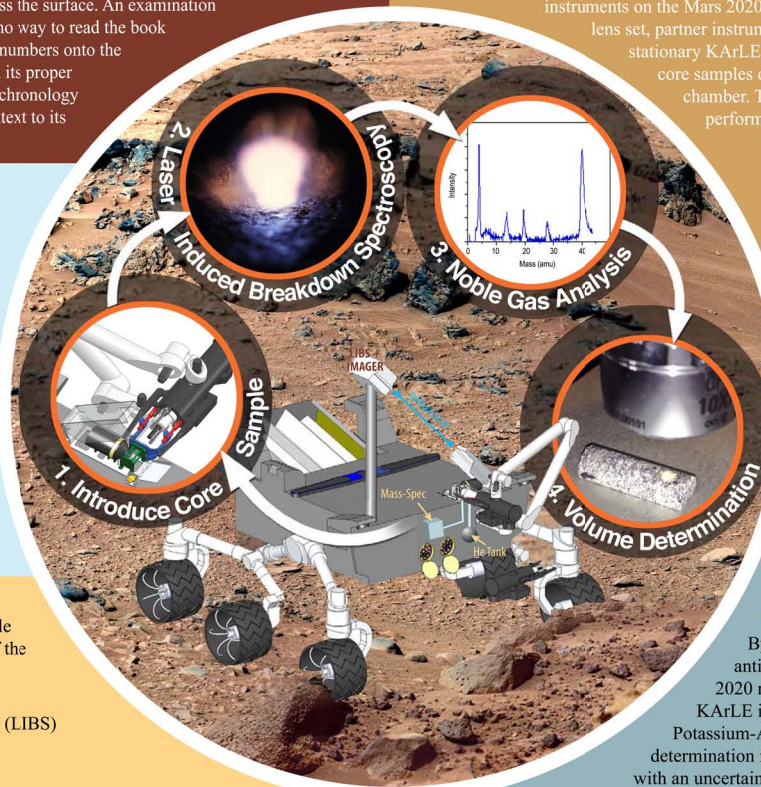 ss the surface. An examination
no way to read the book
numbers onto the
its proper
chronology
text to its
instruments on the Mars 2020
lens set, partner instrum
stationary KArLE
core samples
chamber. T
perform
1. Introduce Core Sample
2. Laser Induced Breakdown Spectroscopy
3. Noble Gas Analysis
Intensity
0 10 20 30 40
Mass (amu)
4. Volume Determination
10X
LIBS
IMAGER
Mass-Spec
He Tank
le
f the
(LIBS)
B
anti
2020 r
KArLE i
Potassium-A
determination
with an uncertain